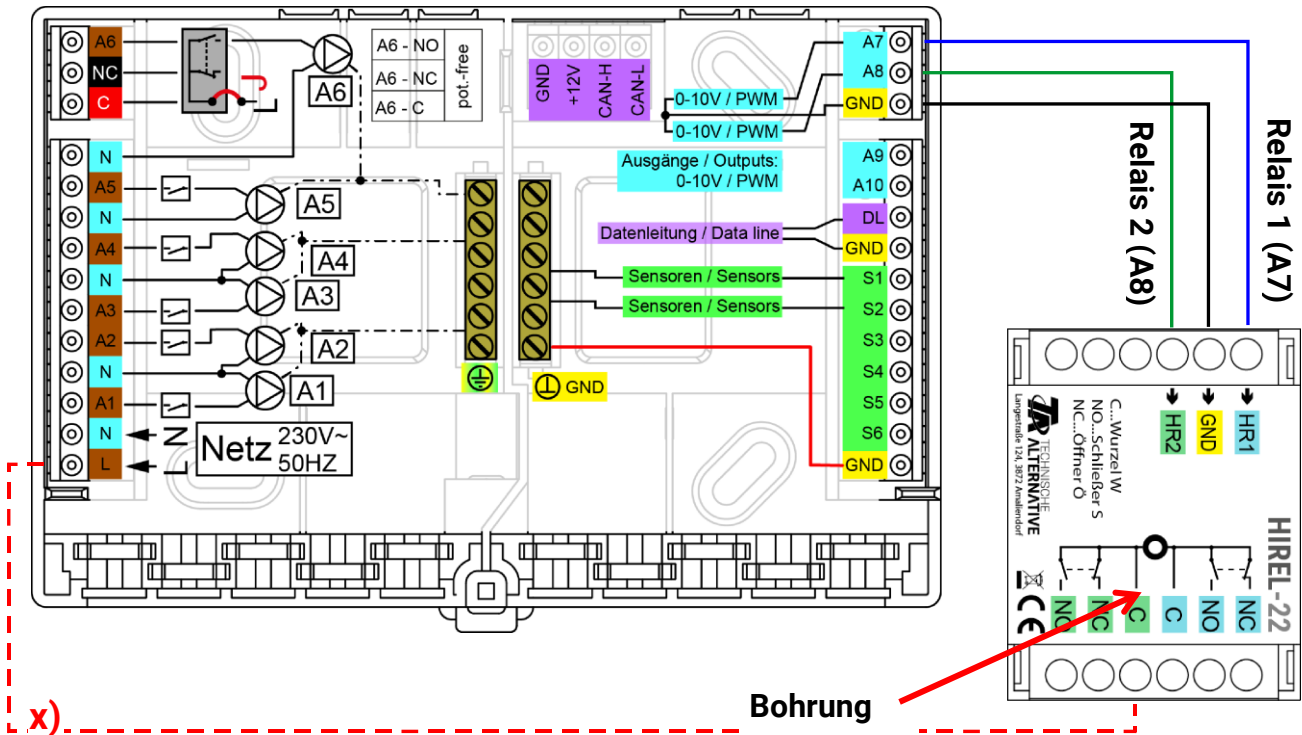 A6
NC
C
N
A5
N
A4
N
A3
A2
N
A1
N
L
A6
A5
A4
A3
A2
A1
N
L
Netz 230V~
50HZ
J
L
A6 - NO
A6 - NC
A6 - C
pot.-free
GND
+12V
CAN-H
CAN-L
0-10V / PWM
0-10V / PWM
Ausgänge / Outputs:
0-10V / PWM
Datenleitung / Data line
Sensoren / Sensors
Sensoren / Sensors
GND
A7
A8
GND
A9
A10
DL
GND
S1
S2
S3
S4
S5
S6
GND
Relais 1 (A7)
Relais 2 (A8)
HR1
GND
HR2
C...Wurzel W
NO...Schließer S
NC...Öffner Ö
TA TECHNISCHE
ALTERNATIVE
Langestraße 124, 3872 Amaliendorf
HIREL-22
CE
NO
NC
C
C
NO
NC
Bohrung
x)